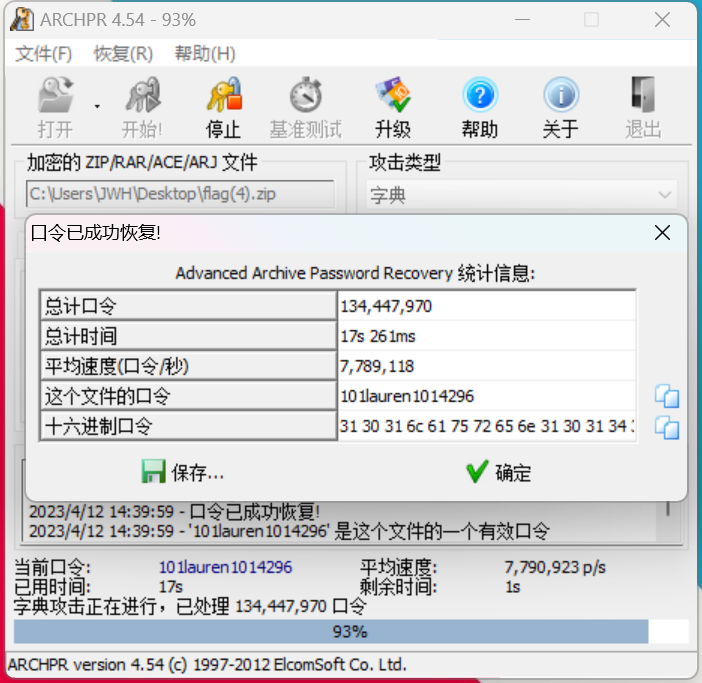 ARCHPR 4.54 - 93%
文件(F) 恢复(R) 帮助(H)
打开 开始! 停止 基准测试 升级 帮助 关于 退出
加密的 ZIP/RAR/ACE/ARJ 文件 攻击类型
C:\Users\JWH\Desktop\flag(4).zip 字典
口令已成功恢复!
Advanced Archive Password Recovery 统计信息:
总计口令 134,447,970
总计时间 17s 261ms
平均速度(口令/秒) 7,789,118
这个文件的口令 101lauren1014296
十六进制口令 31 30 31 6c 61 75 72 65 6e 31 30 31 34
保存... 确定
2023/4/12 14:39:59 - 口令已成功恢复!
2023/4/12 14:39:59 - '101lauren1014296' 是这个文件的一个有效口令
当前口令: 101lauren1014296 平均速度: 7,790,923 p/s
已用时间: 17s 剩余时间: 1s
字典攻击正在进行，已处理 134,447,970 口令
93%
ARCHPR version 4.54 (c) 1997-2012 ElcomSoft Co. Ltd.